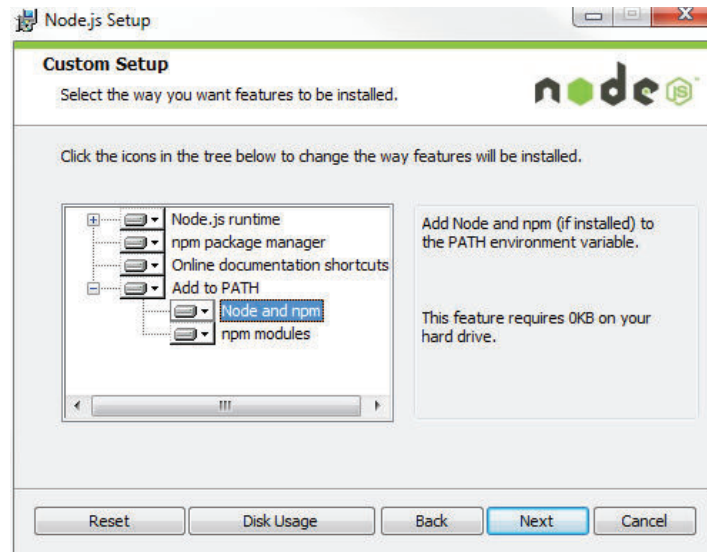 Node.js Setup
Custom Setup
Select the way you want features to be installed.
node JS
Click the icons in the tree below to change the way features will be installed.
Node.js runtime
npm package manager
Online documentation shortcuts
Add to PATH
Node and npm
npm modules
Add Node and npm (if installed) to
the PATH environment variable.
This feature requires 0KB on your
hard drive.
Reset
Disk Usage
Back
Next
Cancel